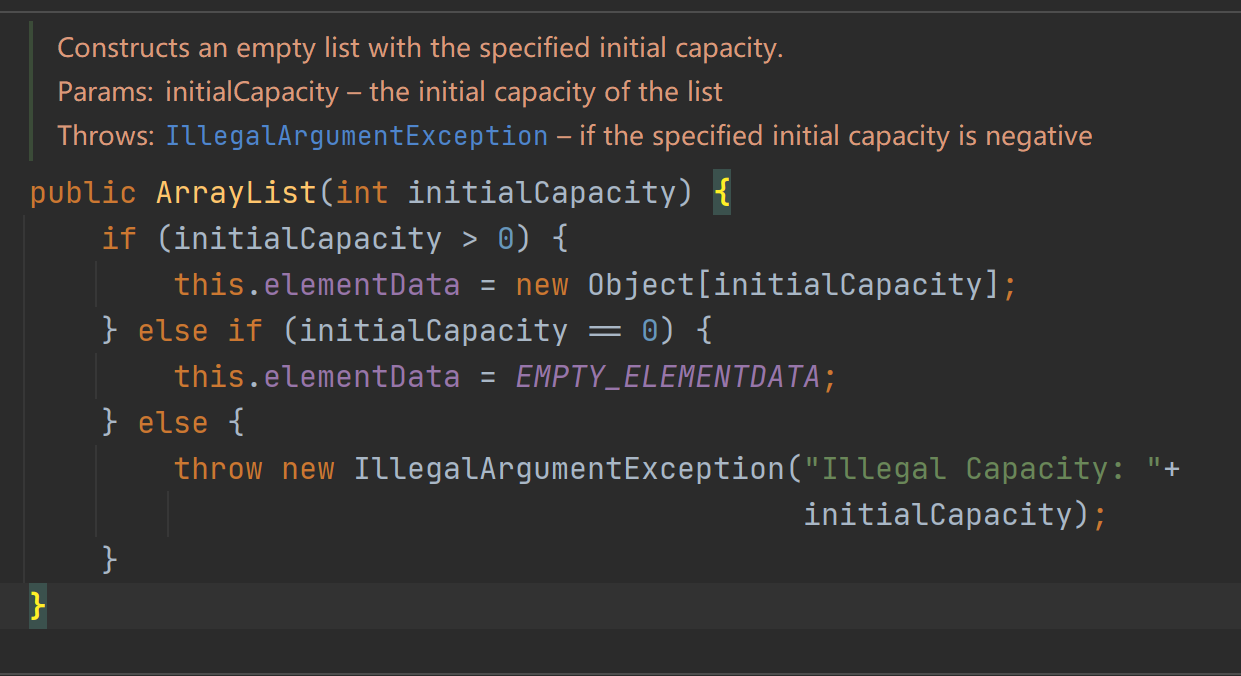 Constructs an empty list with the specified initial capacity.
Params: initialCapacity – the initial capacity of the list
Throws: IllegalArgumentException – if the specified initial capacity is negative
public ArrayList(int initialCapacity) {
    if (initialCapacity > 0) {
        this.elementData = new Object[initialCapacity];
    } else if (initialCapacity == 0) {
        this.elementData = EMPTY_ELEMENTDATA;
    } else {
        throw new IllegalArgumentException("Illegal Capacity: "+
                                           initialCapacity);
    }
}